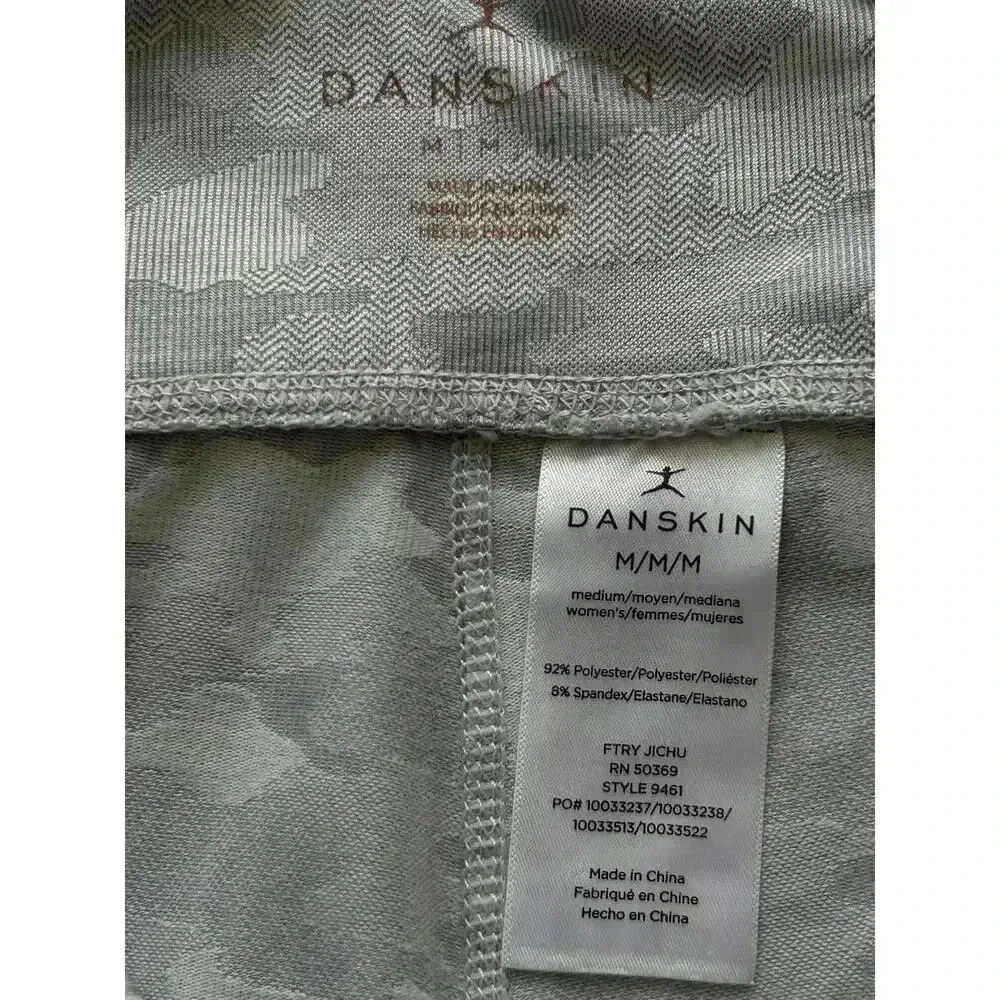 DANSKIN
M | M | M
MADE IN CHINA
FABRIQUÉ EN CHINE
HECHO EN CHINA
DANSKIN
M/M/M
medium/moyen/mediana
women's/femmes/mujeres
92% Polyester/Polyester/Poliéster
8% Spandex/Elastane/Elastano
FTRY JICHU
RN 50369
STYLE 9461
PO# 10033237/10033238/
10033513/10033522
Made in China
Fabriqué en Chine
Hecho en China